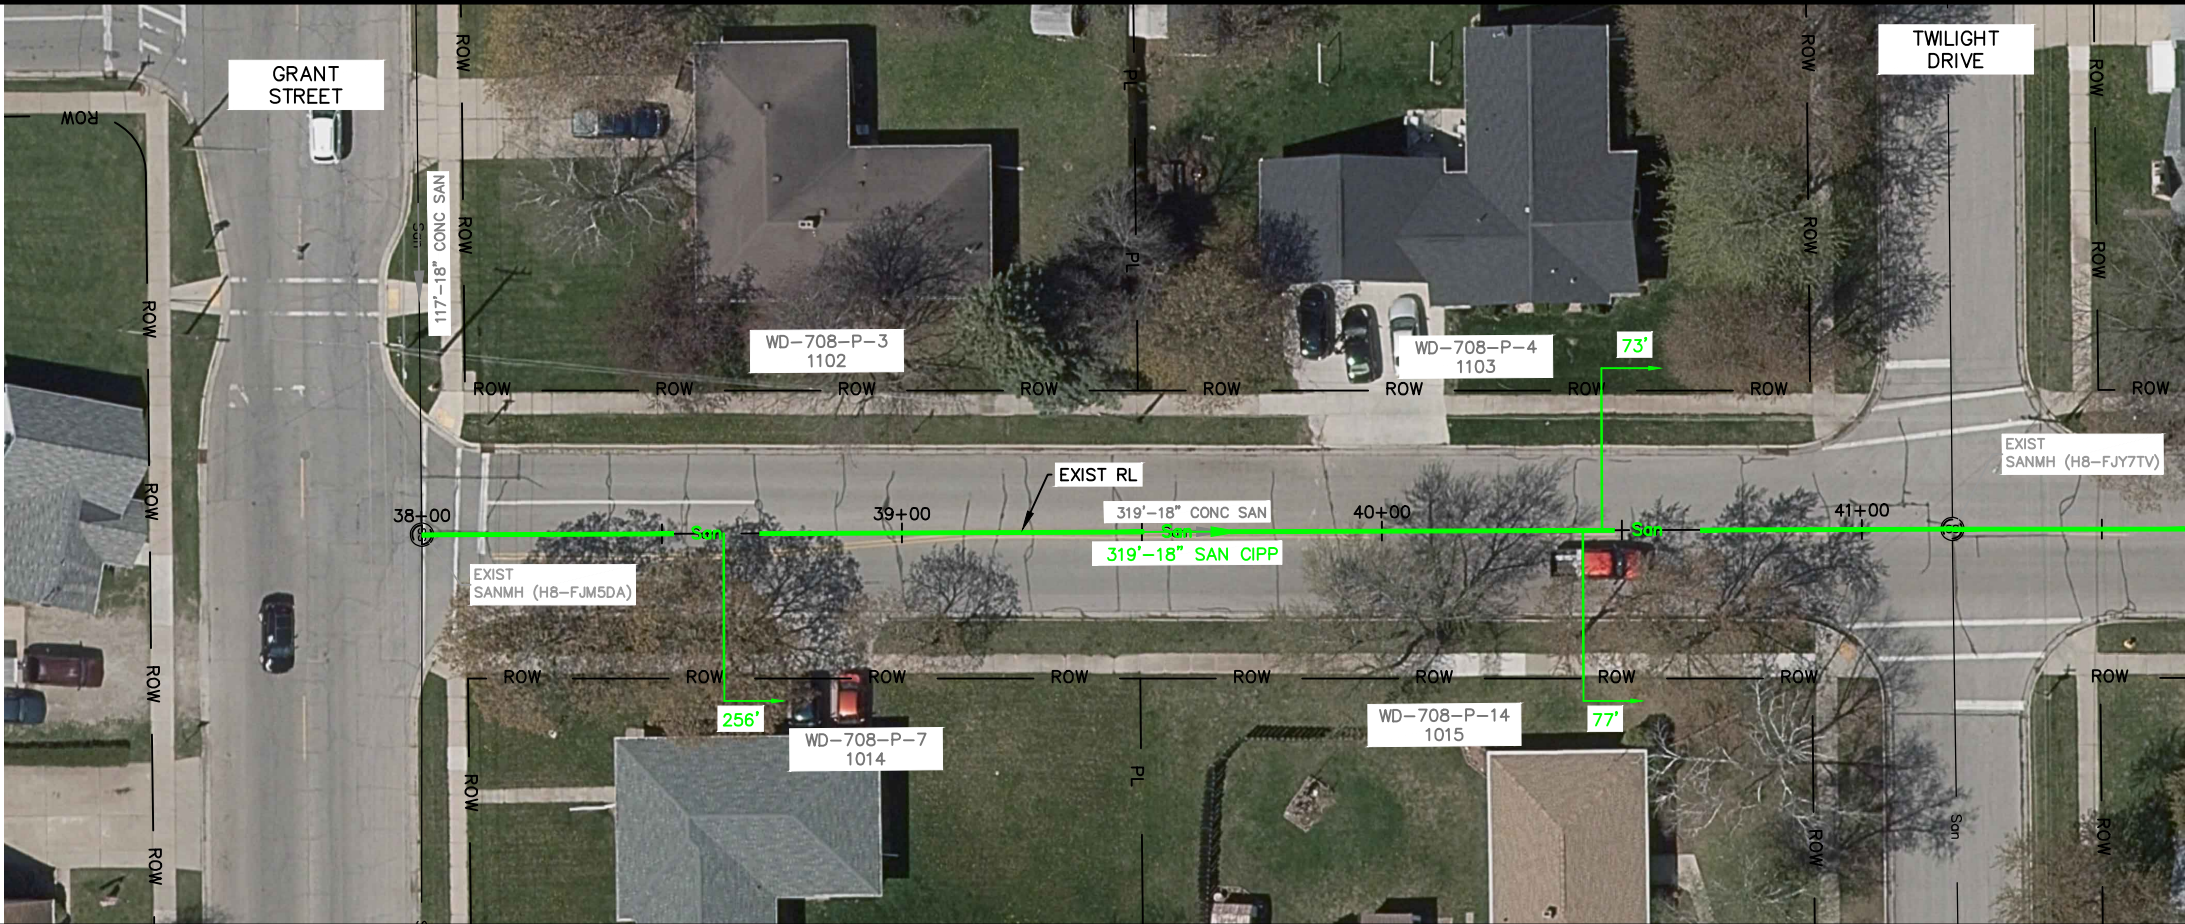 GRANT
STREET
TWILIGHT
DRIVE
ROW
ROW
ROW
ROW
PL
San
117'-18" CONC SAN
ROW
PL
ROW
ROW
ROW
WD-708-P-3
1102
WD-708-P-4
1103
73'
ROW
ROW
ROW
ROW
ROW
ROW
ROW
ROW
ROW
EXIST
SANMH (H8-FJY7TV)
EXIST RL
ROW
38+00
39+00
319'-18" CONC SAN
40+00
41+00
San
San
San
319'-18" SAN CIPP
EXIST
SANMH (H8-FJM5DA)
ROW
ROW
ROW
ROW
ROW
ROW
ROW
ROW
ROW
ROW
256'
WD-708-P-7
1014
WD-708-P-14
1015
77'
ROW
PL
San
ROW
ROW
ROW